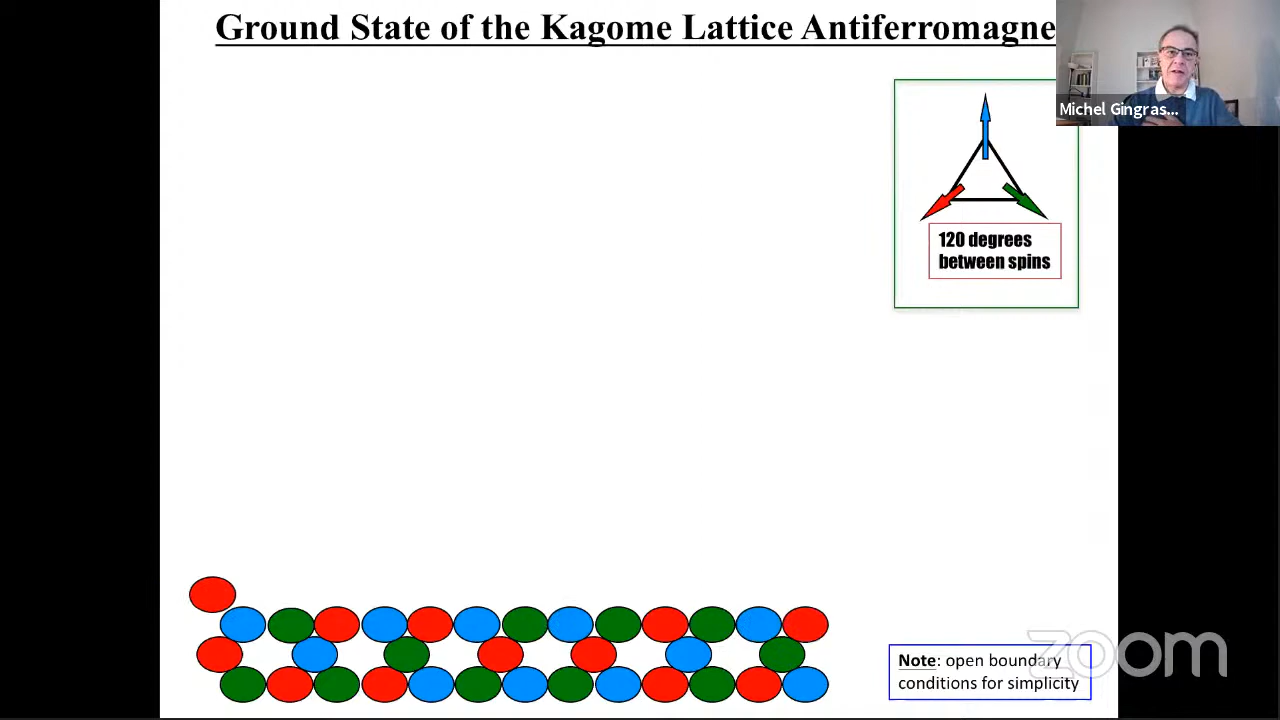 Ground State of the Kagome Lattice Antiferromagne
Michel Gingras...
120 degrees
between spins
Note: open boundary
conditions for simplicity
zoom